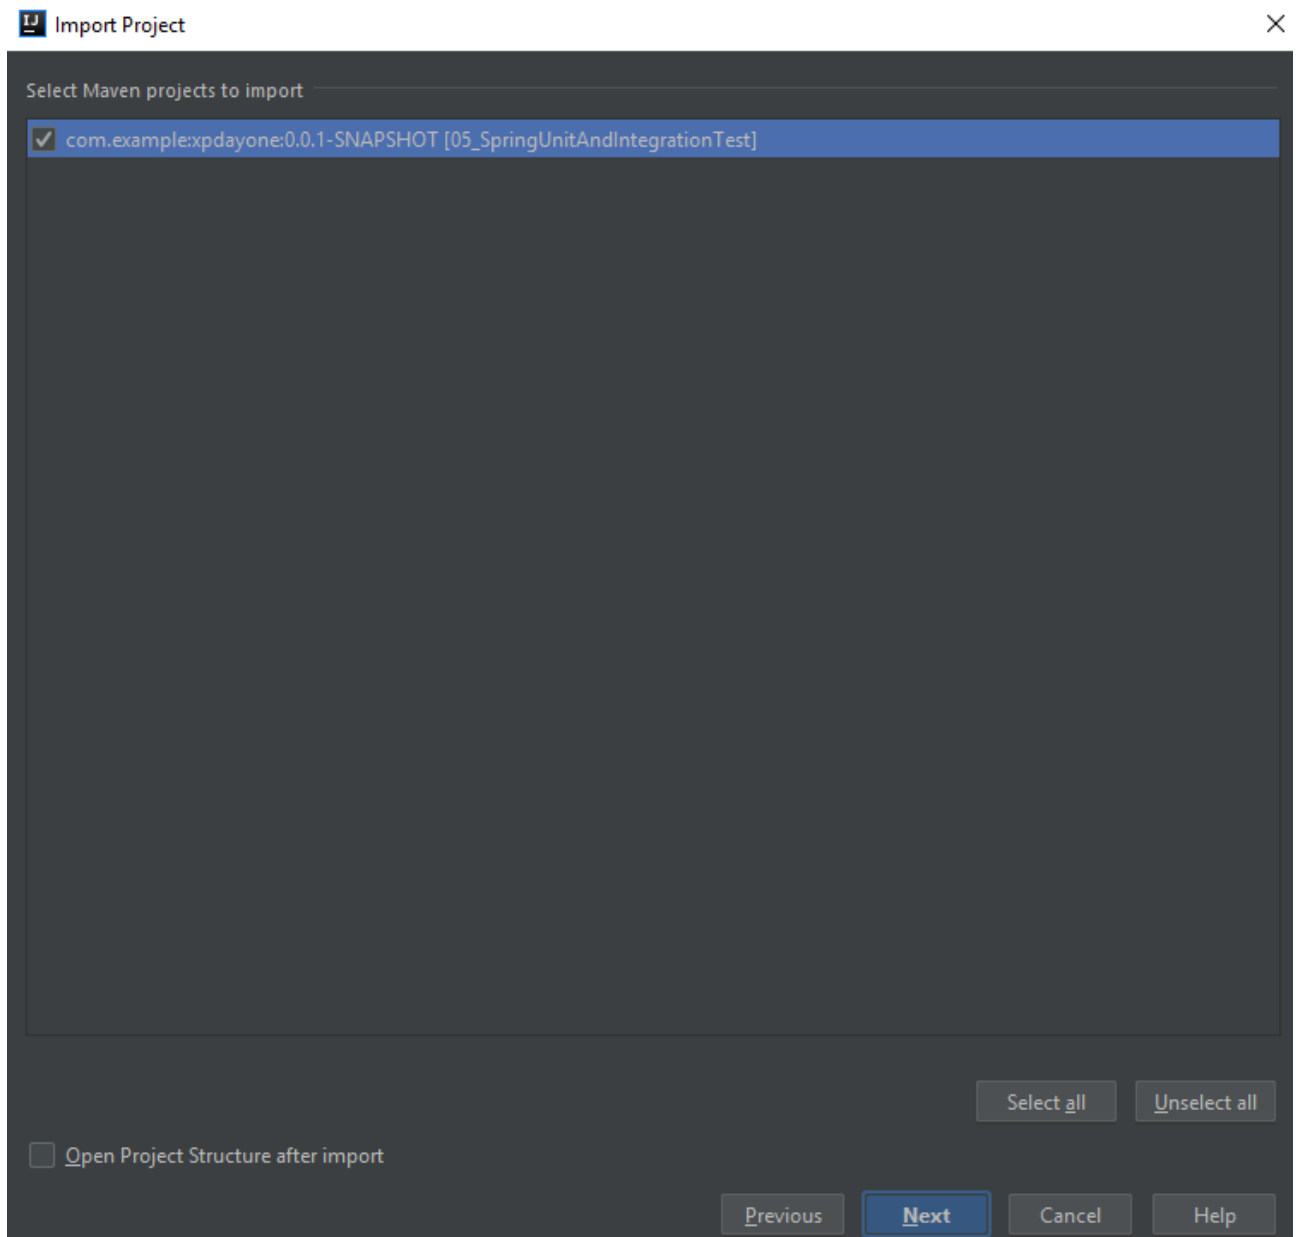 IJ Import Project
Select Maven projects to import
com.example:xpdayone:0.0.1-SNAPSHOT [05_SpringUnitAndIntegrationTest]
Select all Unselect all
Open Project Structure after import
Previous Next Cancel Help